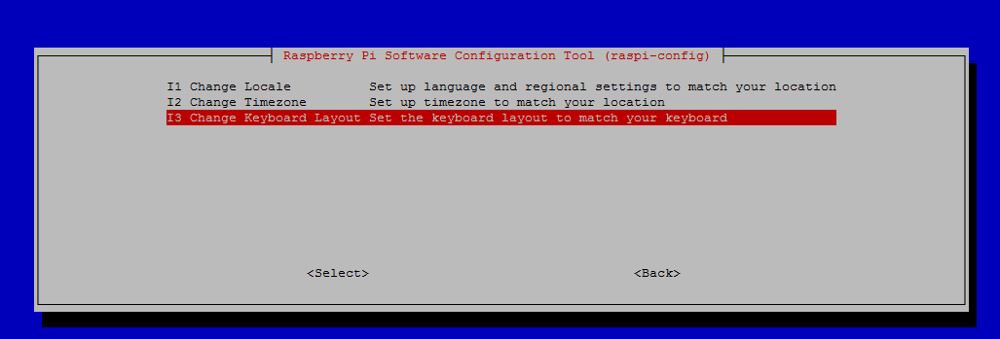 Raspberry Pi Software Configuration Tool (raspi-config)
I1 Change Locale Set up language and regional settings to match your location
I2 Change Timezone Set up timezone to match your location
I3 Change Keyboard Layout Set the keyboard layout to match your keyboard
<Select> <Back>